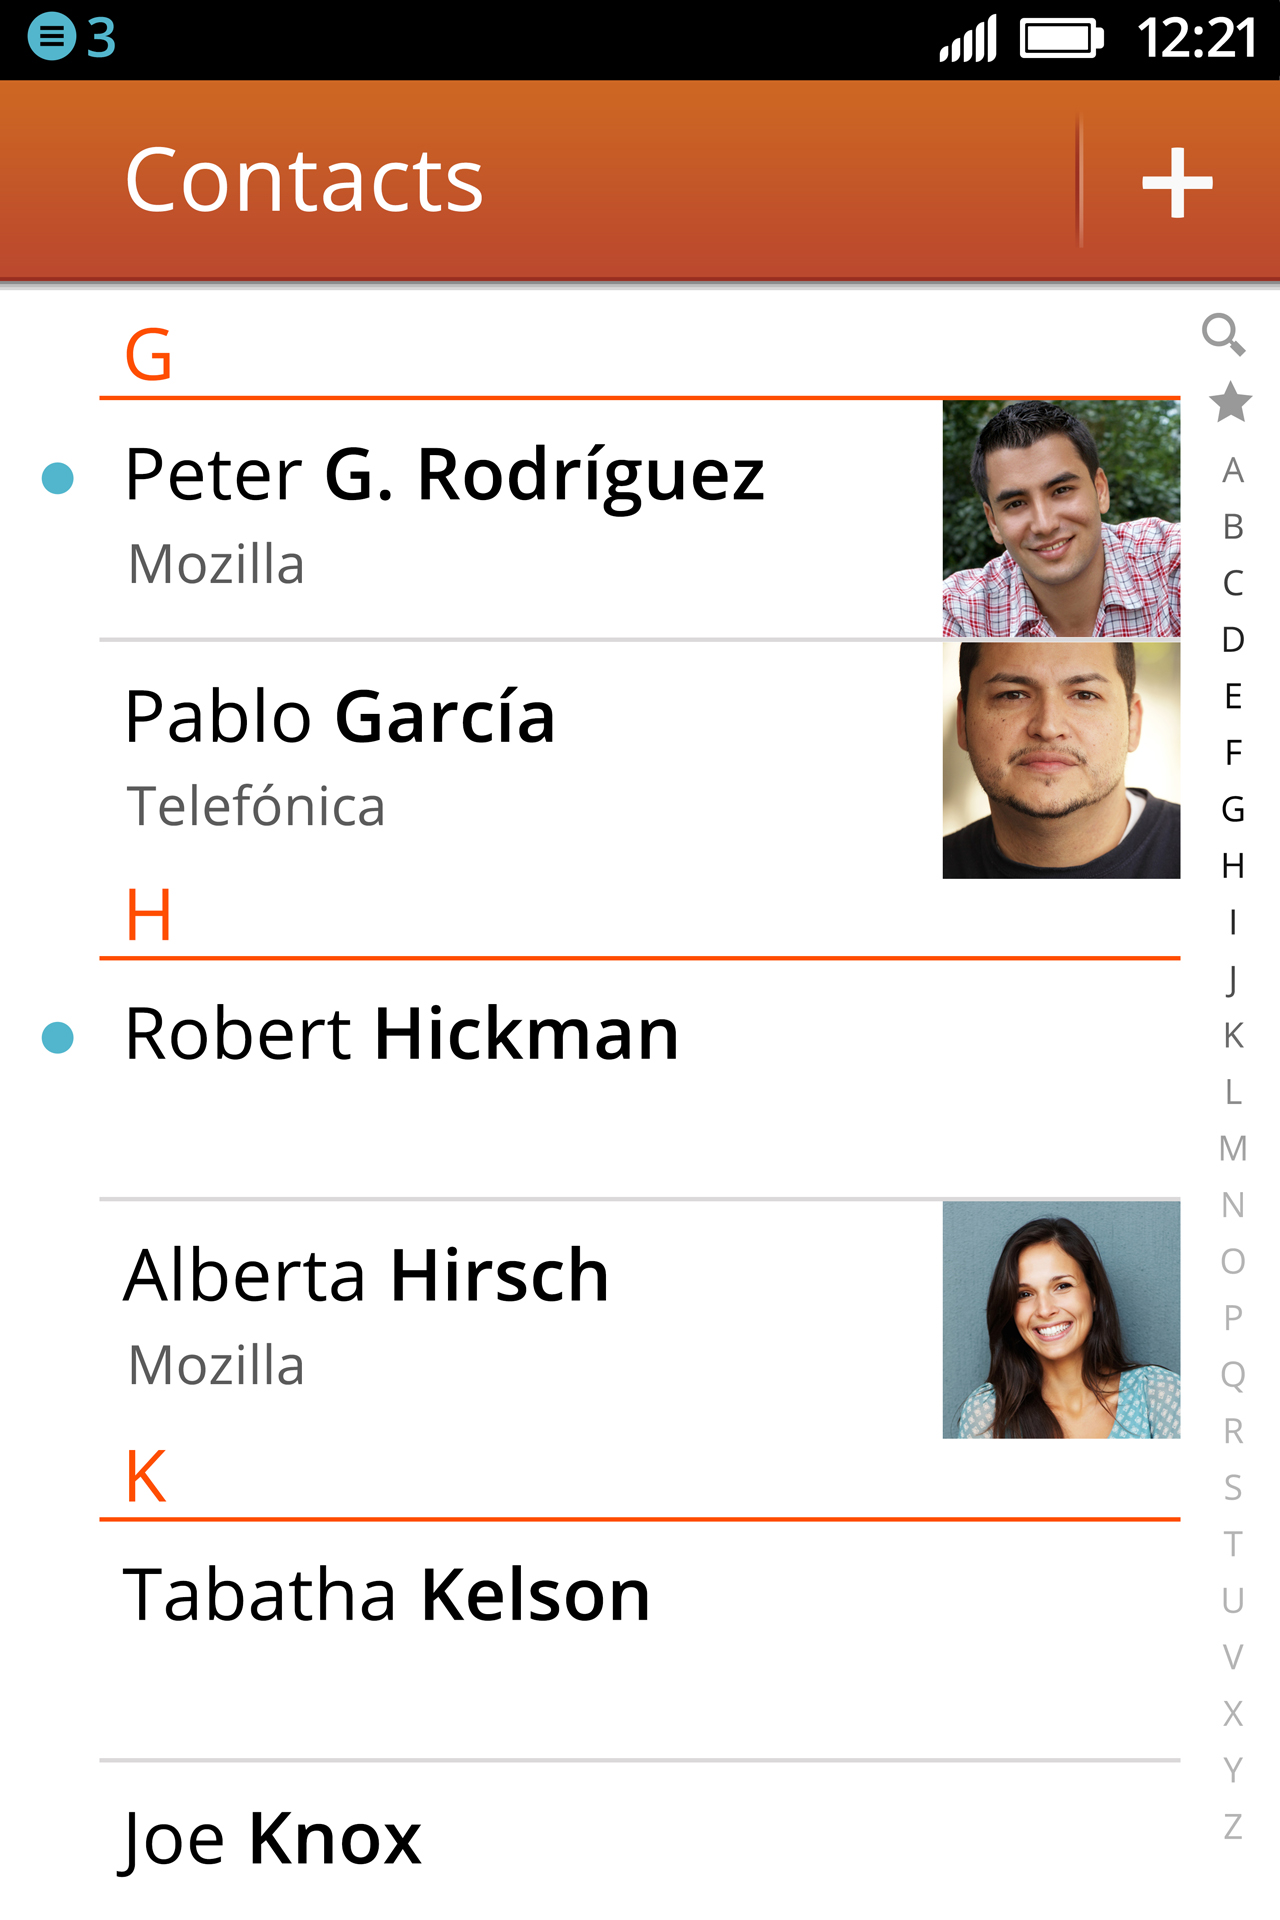 3 12:21
Contacts +
G
Peter G. Rodríguez
Mozilla
Pablo García
Telefónica
H
Robert Hickman
Alberta Hirsch
Mozilla
K
Tabatha Kelson
Joe Knox
A
B
C
D
E
F
G
H
I
J
K
L
M
N
O
P
Q
R
S
T
U
V
X
Y
Z